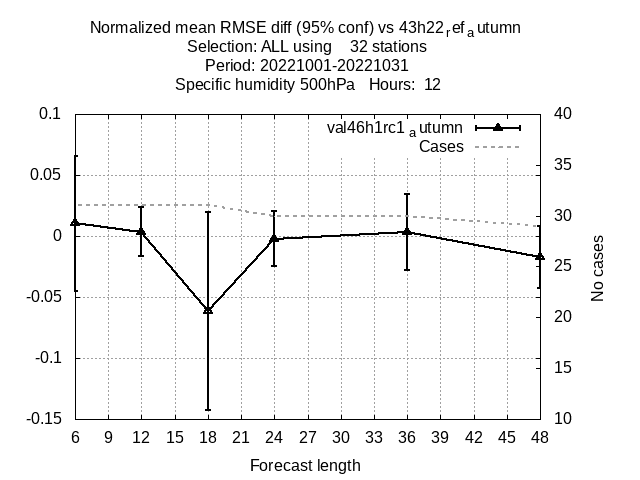 Normalized mean RMSE diff (95% conf) vs 43h22refautumn
Selection: ALL using 32 stations
Period: 20221001-20221031
Specific humidity 500hPa Hours: 12
val46h1rc1autumn
Cases
0.1
0.05
0
-0.05
-0.1
-0.15
40
35
30
25
20
15
10
No cases
6 9 12 15 18 21 24 27 30 33 36 39 42 45 48
Forecast length